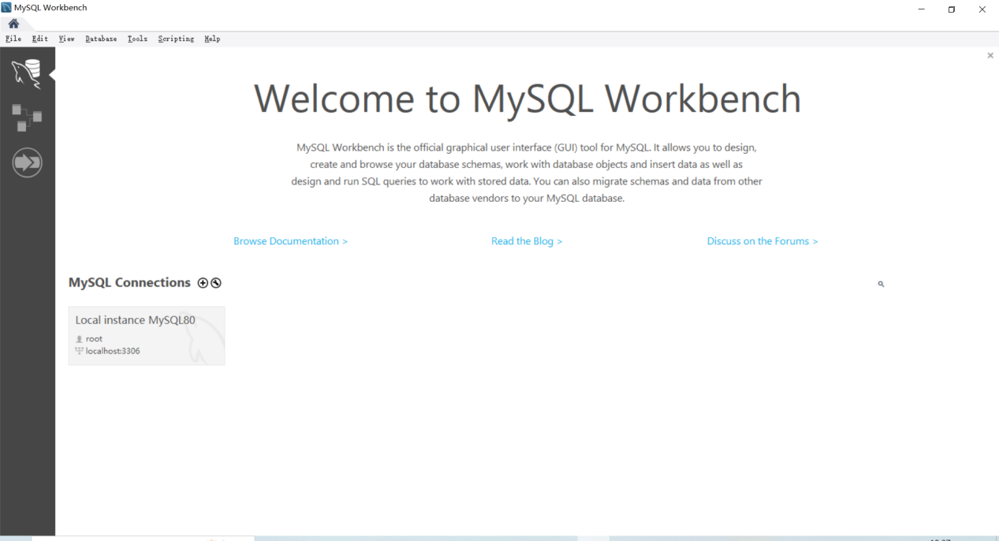 MySQL Workbench
File Edit View Database Tools Scripting Help
Welcome to MySQL Workbench
MySQL Workbench is the official graphical user interface (GUI) tool for MySQL. It allows you to design,
create and browse your database schemas, work with database objects and insert data as well as
design and run SQL queries to work with stored data. You can also migrate schemas and data from other
database vendors to your MySQL database.
Browse Documentation >
Read the Blog >
Discuss on the Forums >
MySQL Connections
Local instance MySQL80
root
localhost:3306